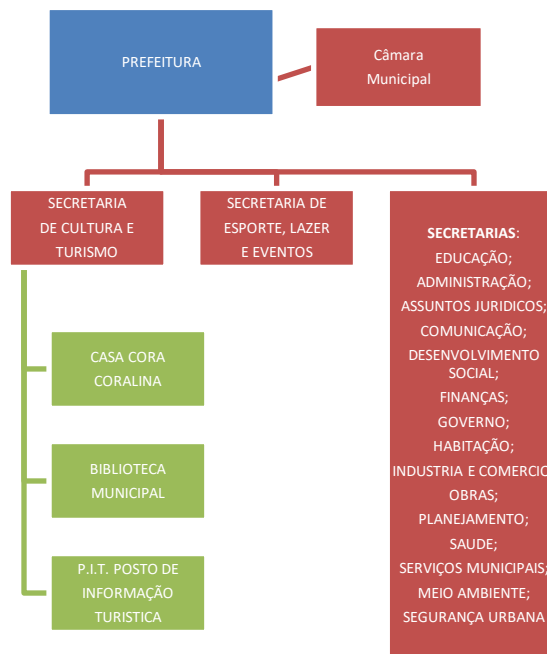 PREFEITURA
Câmara
Municipal
SECRETARIA
DE CULTURA E
TURISMO
SECRETARIA DE
ESPORTE, LAZER
E EVENTOS
SECRETARIAS:
EDUCAÇÃO;
ADMINISTRAÇÃO;
ASSUNTOS JURIDICOS;
COMUNICAÇÃO;
DESENVOLVIMENTO
SOCIAL;
FINANÇAS;
GOVERNO;
HABITAÇÃO;
INDUSTRIA E COMERCIO
OBRAS;
PLANEJAMENTO;
SAUDE;
SERVIÇOS MUNICIPAIS;
MEIO AMBIENTE;
SEGURANÇA URBANA
CASA CORA
CORALINA
BIBLIOTECA
MUNICIPAL
P.I.T. POSTO DE
INFORMAÇÃO
TURISTICA